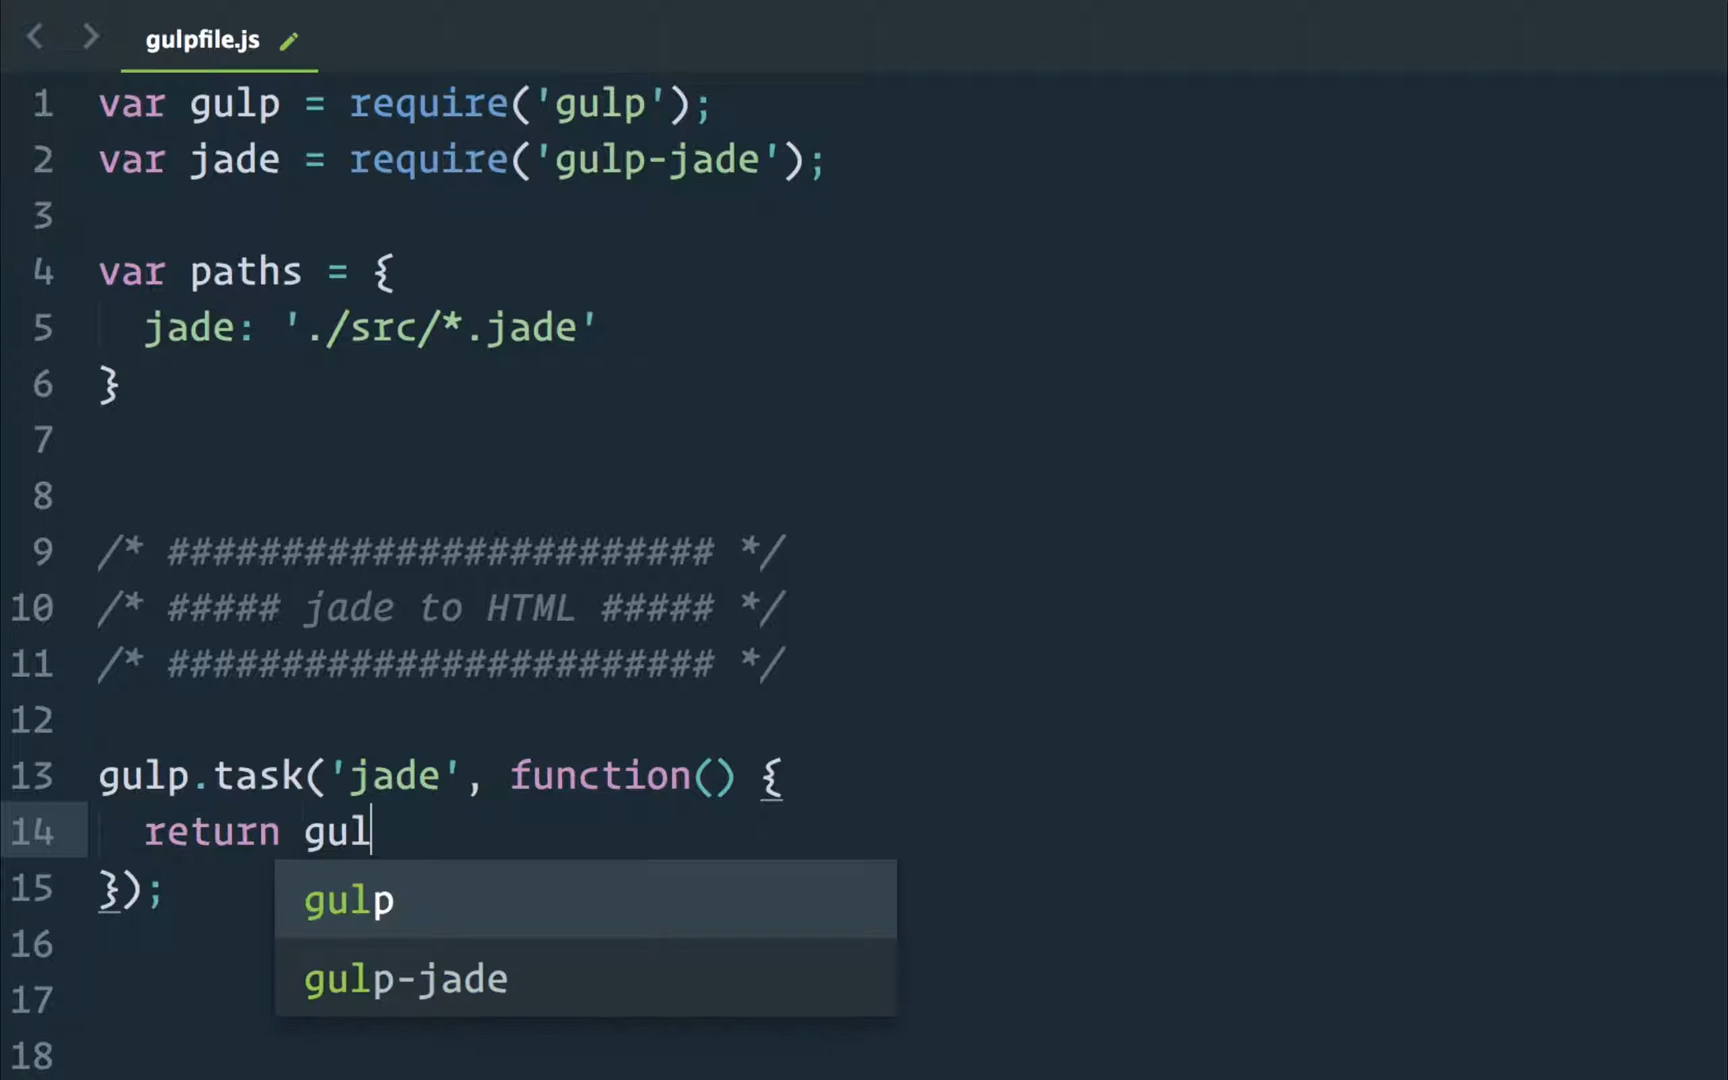 gulpfile.js
1 var gulp = require('gulp');
2 var jade = require('gulp-jade');
3
4 var paths = {
5 jade: './src/*.jade'
6 }
7
8
9 /* ######################## */
10 /* ##### jade to HTML ##### */
11 /* ######################## */
12
13 gulp.task('jade', function() {
14 return gul
gulp
15 });
16
gulp-jade
17
18